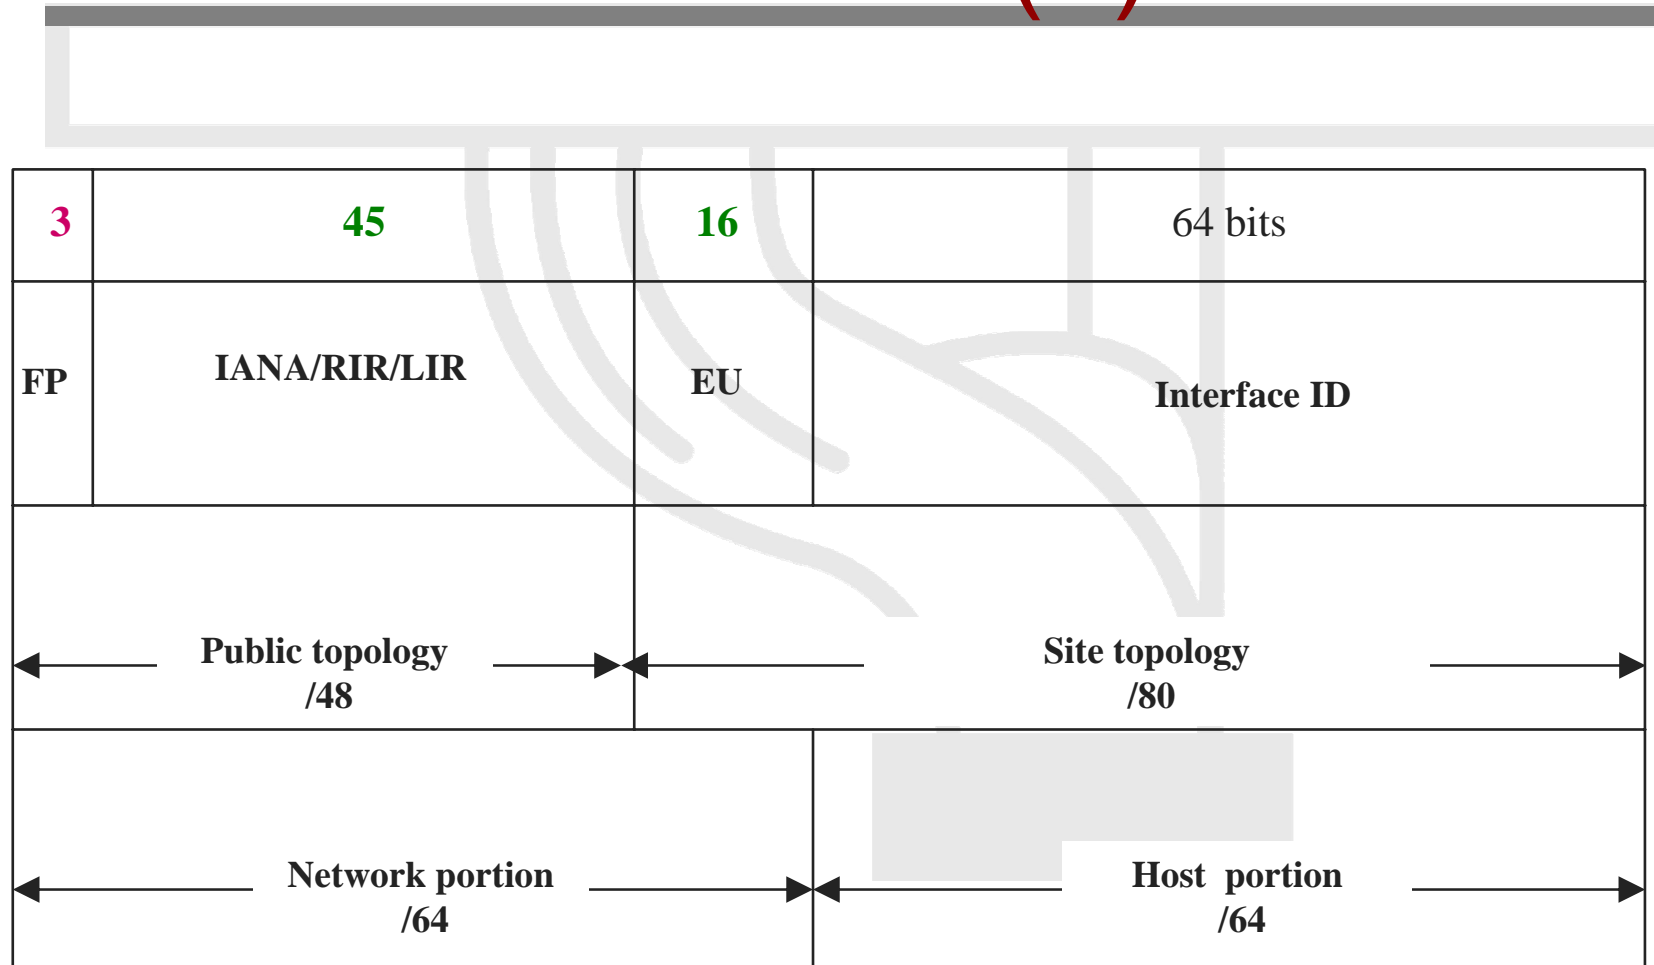 ( )
3 45 16 64 bits
FP IANA/RIR/LIR EU Interface ID
Public topology Site topology
/48 /80
Network portion Host portion
/64 /64